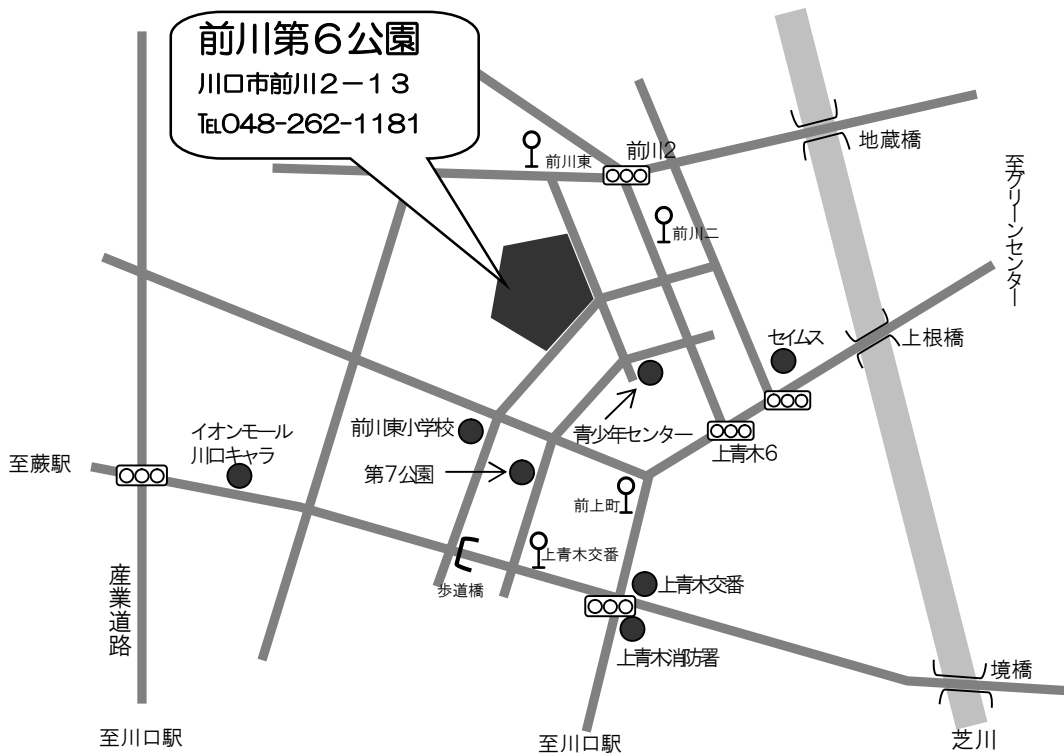 前川第６公園
川口市前川２－１３
℡048-262-1181
前川東
前川2
地蔵橋
至グリーンセンター
前川二
セイムス
上根橋
イオンモール
川口キャラ
前川東小学校
青少年センター
上青木6
至蕨駅
第7公園
前上町
上青木交番
歩道橋
上青木交番
産業道路
上青木消防署
境橋
至川口駅
至川口駅
芝川